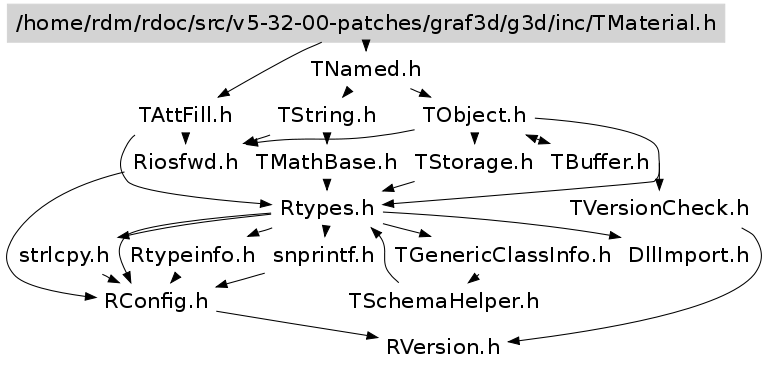 /home/rdm/rdoc/src/v5-32-00-patches/graf3d/g3d/inc/TMaterial.h
TNamed.h
TAttFill.h TString.h TObject.h
Riosfwd.h TMathBase.h TStorage.h TBuffer.h
Rtypes.h TVersionCheck.h
strlcpy.h Rtypeinfo.h snprintf.h TGenericClassInfo.h DllImport.h
RConfig.h TSchemaHelper.h
RVersion.h